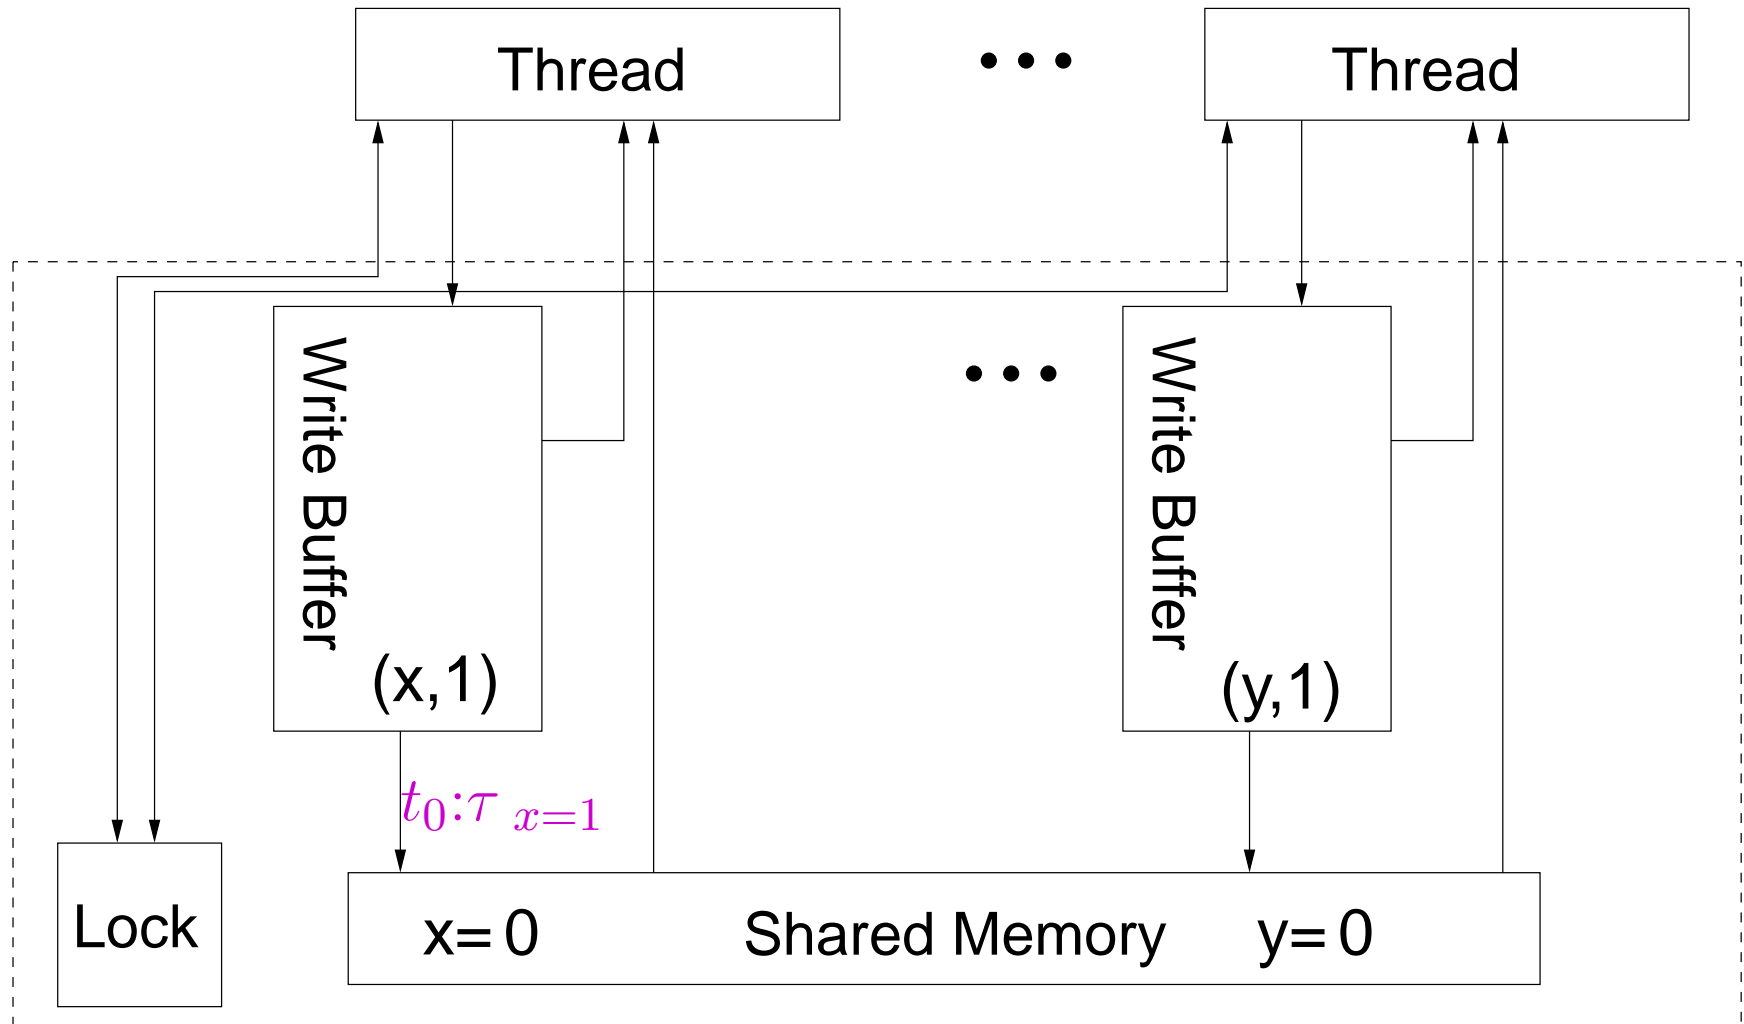 Thread
Thread
Write Buffer
Write Buffer
(x,1)
(y,1)
t₀:τ ₓ₌₁
Lock
x= 0
Shared Memory
y= 0